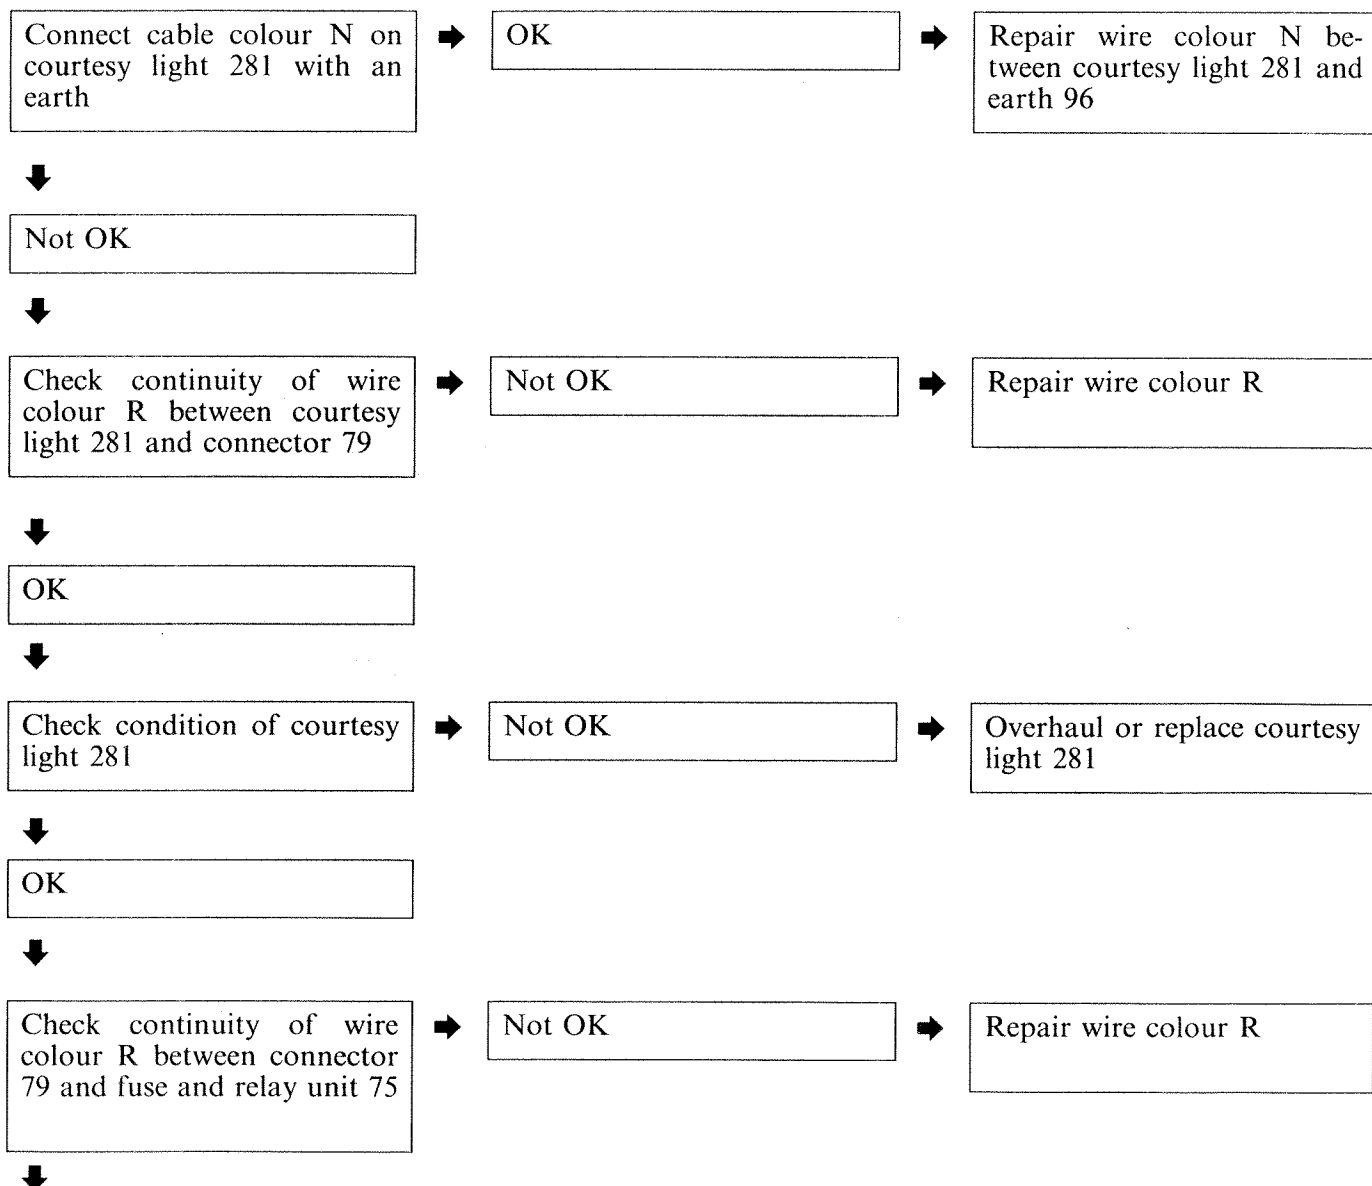 Connect cable colour N on
courtesy light 281 with an
earth
OK
Repair wire colour N be-
tween courtesy light 281 and
earth 96
Not OK
Check continuity of wire
colour R between courtesy
light 281 and connector 79
Not OK
Repair wire colour R
OK
Check condition of courtesy
light 281
Not OK
Overhaul or replace courtesy
light 281
OK
Check continuity of wire
colour R between connector
79 and fuse and relay unit 75
Not OK
Repair wire colour R